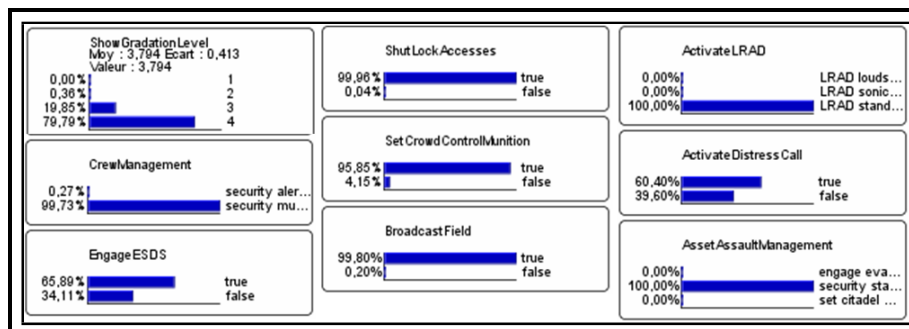 ShowGradationLevel
Moy : 3,794 Ecart : 0,413
Valeur : 3,794
0,00% 1
0,36% 2
19,85% 3
79,79% 4
CrewManagement
0,27% security aler...
99,73% security mu...
EngageESDS
65,89% true
34,11% false
ShutLockAccesses
99,96% true
0,04% false
SetCrowdControlMunition
95,85% true
4,15% false
BroadcastField
99,80% true
0,20% false
ActivateLRAD
0,00% LRAD louds...
0,00% LRAD sonic...
100,00% LRAD stand...
ActivateDistressCall
60,40% true
39,60% false
AssetAssaultManagement
0,00% engage eva...
100,00% security sta...
0,00% set citadel ...